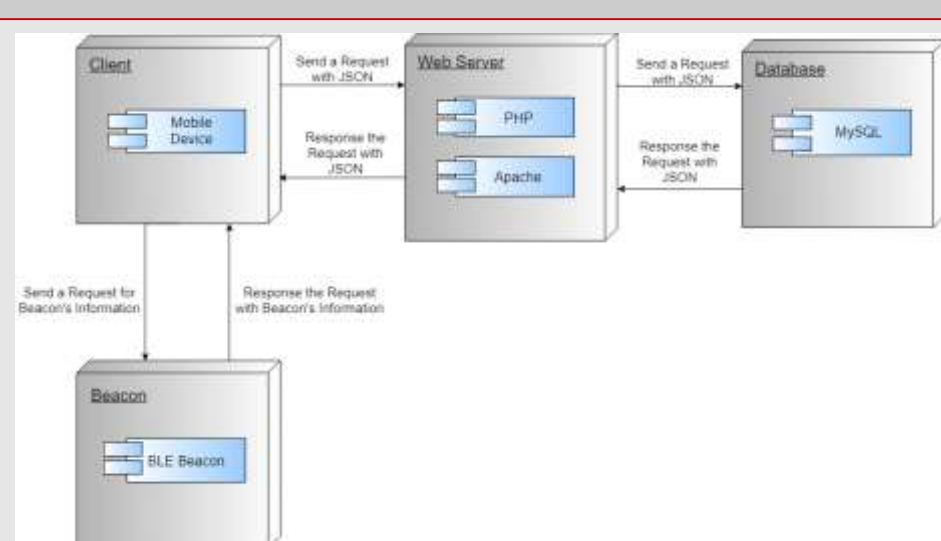 Client
Mobile
Device
Send a Request
with JSON
Response the
Request with
JSON
Web Server
PHP
Apache
Send a Request
with JSON
Response the
Request with
JSON
Database
MySQL
Send a Request for
Beacon's Information
Response the Request
with Beacon's Information
Beacon
BLE Beacon